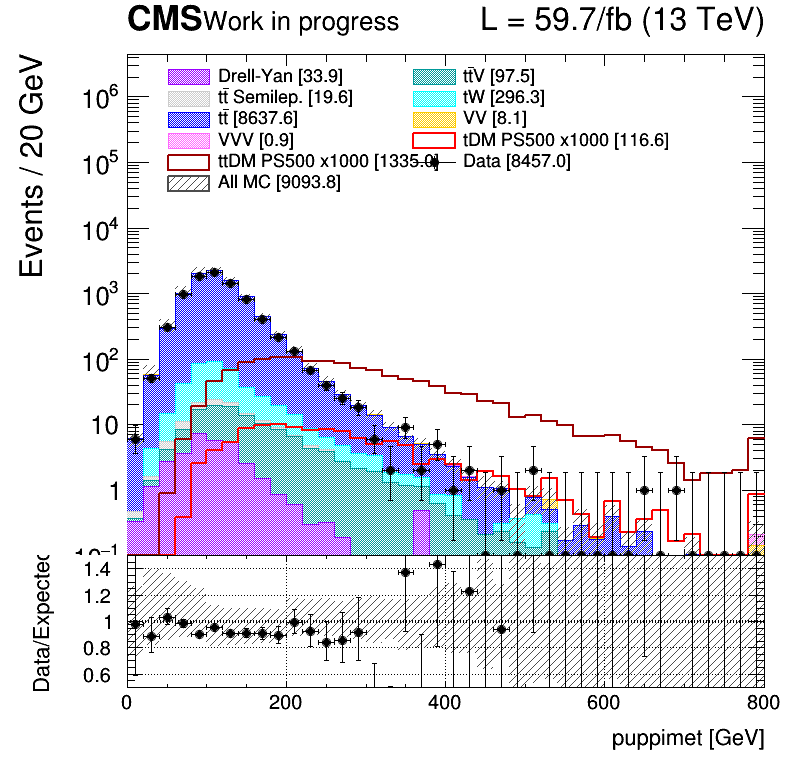 CMS Work in progress L = 59.7/fb (13 TeV)
Events / 20 GeV
Drell-Yan [33.9] tt̄V [97.5]
tt̄ Semilep. [19.6] tW [296.3]
tt̄ [8637.6] VV [8.1]
VVV [0.9] tDM PS500 x1000 [116.6]
ttDM PS500 x1000 [1335.0] Data [8457.0]
All MC [9093.8]
10⁶
10⁵
10⁴
10³
10²
10
1
10⁻¹
Data/Expected
1.4
1.2
1
0.8
0.6
0 200 400 600 800
puppimet [GeV]